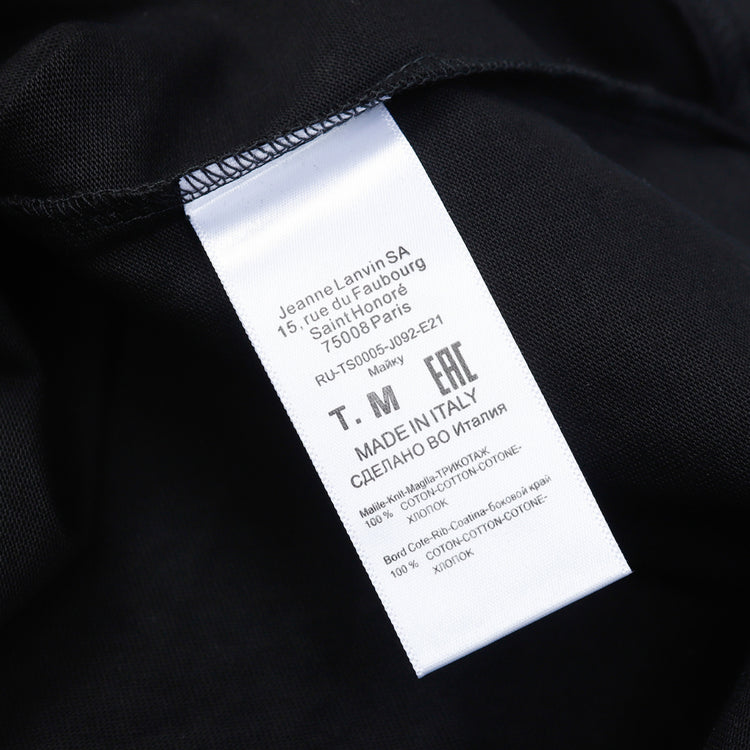 Jeanne Lanvin SA
15, rue du Faubourg
Saint Honoré
75008 Paris
RU-TS0005-J092-E21
Майку
T. M EAC
MADE IN ITALY
СДЕЛАНО ВО Италия
Malile-Knit-Maglia-ТРИКОТАЖ
100 % COTON-COTTON-COTONE-
ХЛОПОК
Bord Cote-Rib-Coatina-боковой край
100 % COTON-COTTON-COTONE-
ХЛОПОК